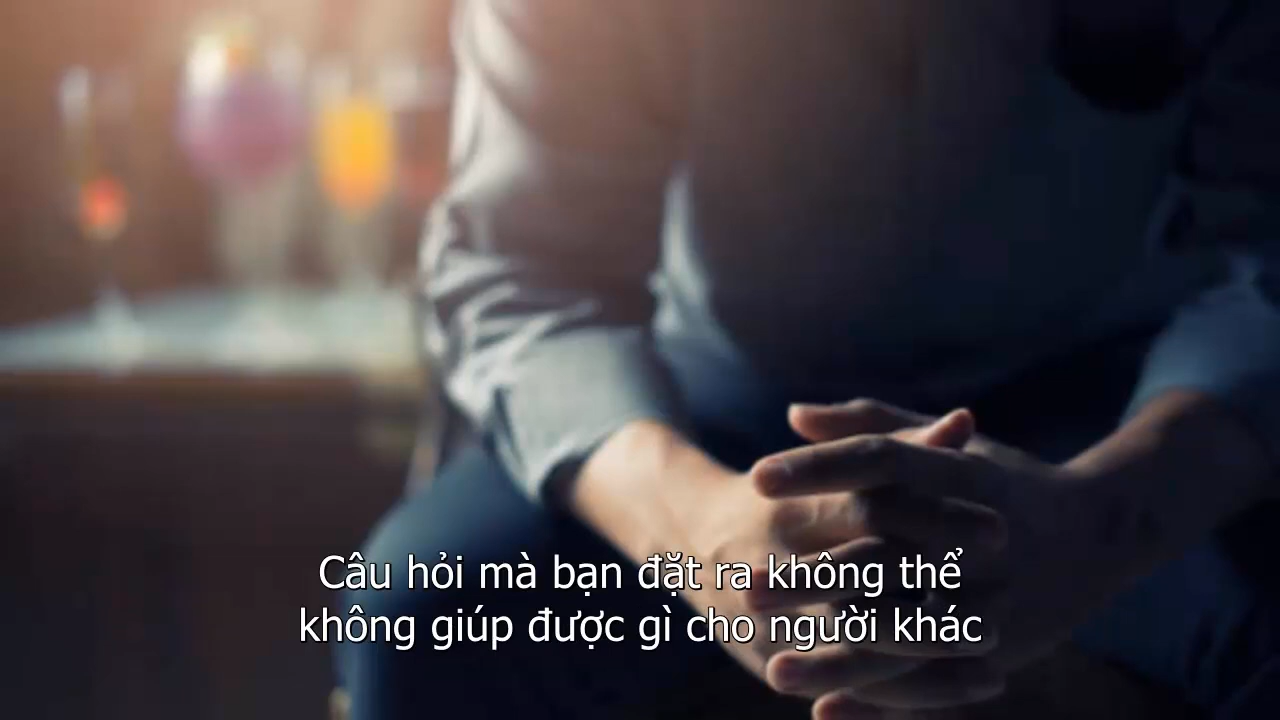 Câu hỏi mà bạn đặt ra không thể
không giúp được gì cho người khác